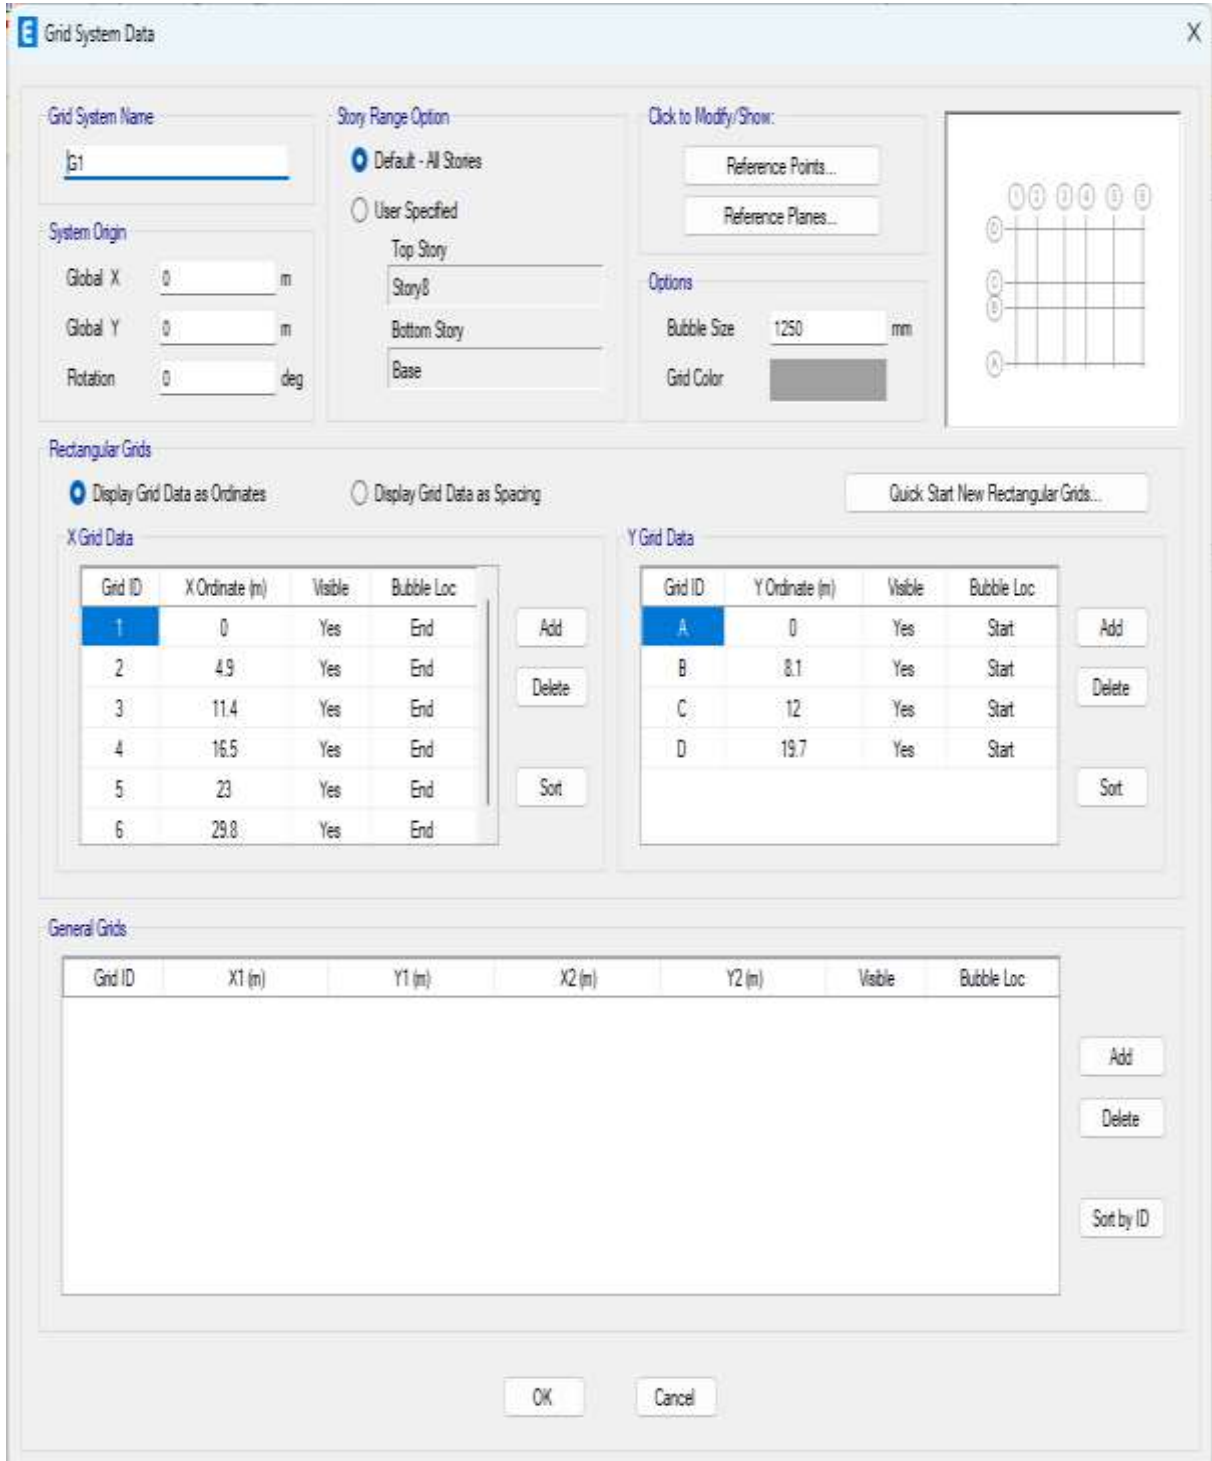 E Grid System Data X
Grid System Name
G1
System Origin
Global X 0 m
Global Y 0 m
Rotation 0 deg
Story Range Option
Default - All Stories
User Specified
Top Story
Story8
Bottom Story
Base
Click to Modify/Show:
Reference Points...
Reference Planes...
Options
Bubble Size 1250 mm
Grid Color
1 2 3 4 5 6
D
C
B
A
Rectangular Grids
Display Grid Data as Ordinates Display Grid Data as Spacing Quick Start New Rectangular Grids...
X Grid Data
Grid ID X Ordinate (m) Visible Bubble Loc
1 0 Yes End
2 4.9 Yes End
3 11.4 Yes End
4 16.5 Yes End
5 23 Yes End
6 29.8 Yes End
Add
Delete
Sort
Y Grid Data
Grid ID Y Ordinate (m) Visible Bubble Loc
A 0 Yes Start
B 8.1 Yes Start
C 12 Yes Start
D 19.7 Yes Start
Add
Delete
Sort
General Grids
Grid ID X1 (m) Y1 (m) X2 (m) Y2 (m) Visible Bubble Loc
Add
Delete
Sort by ID
OK Cancel